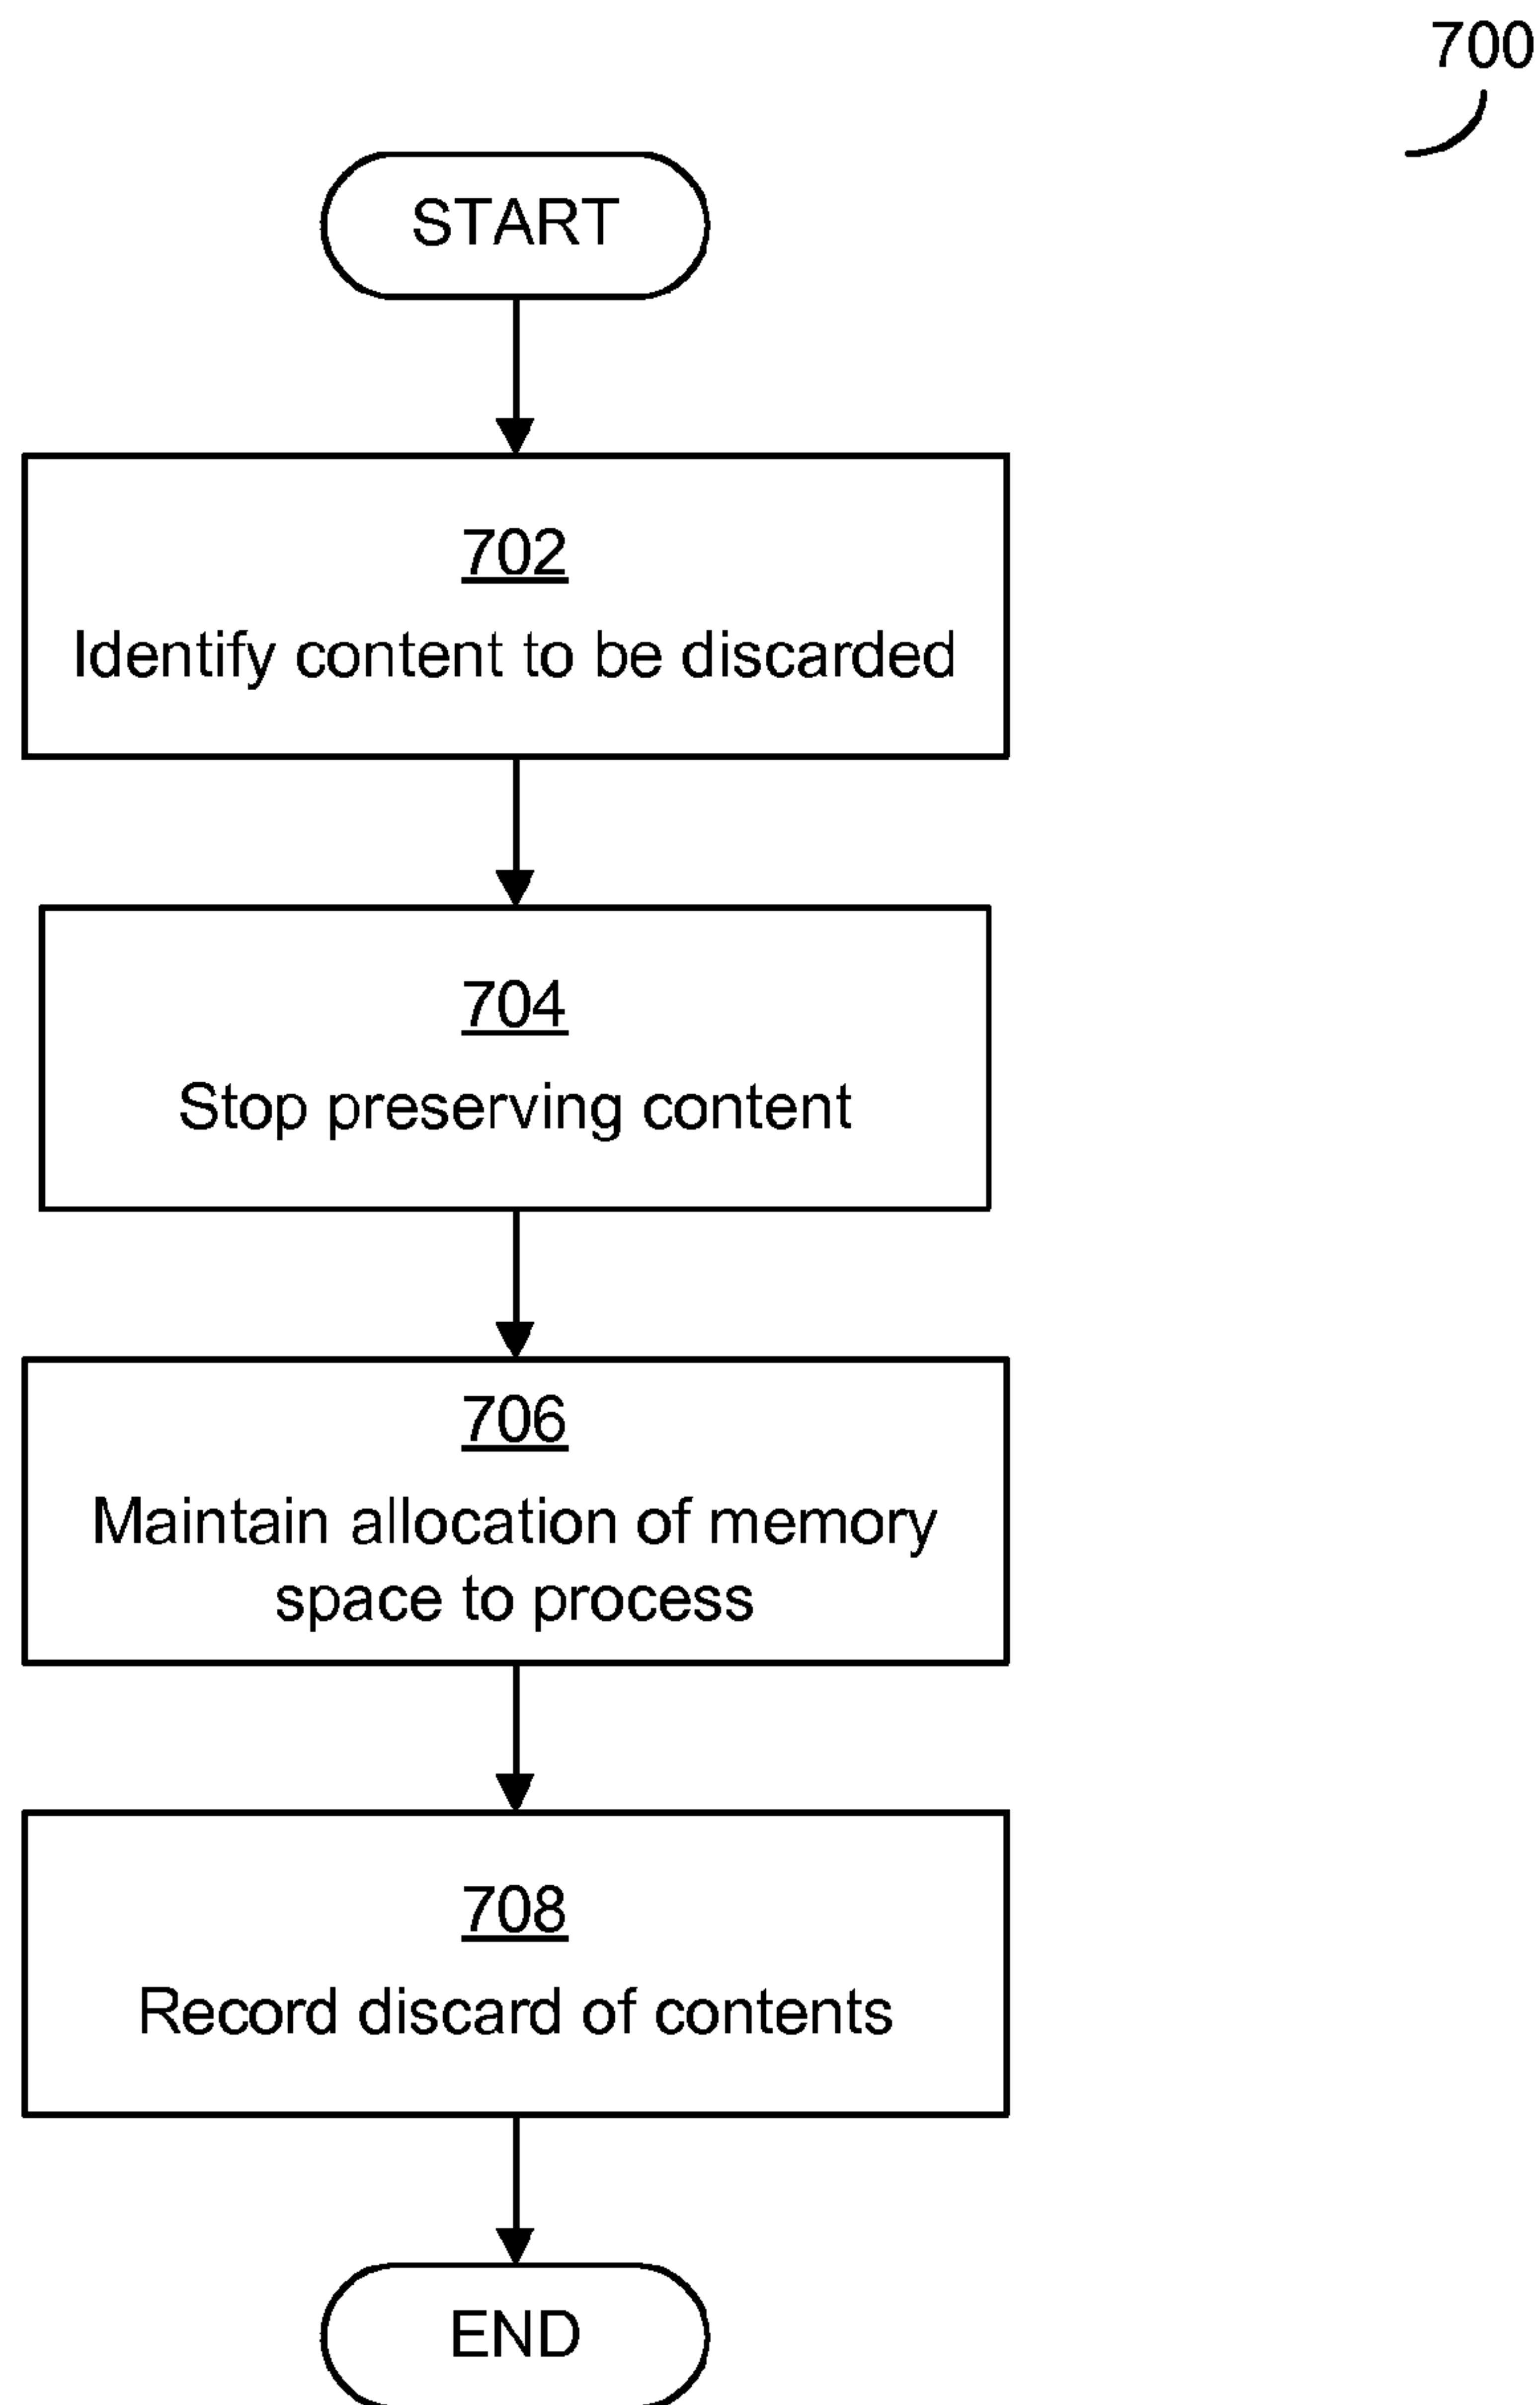 700
START
702
Identify content to be discarded
704
Stop preserving content
706
Maintain allocation of memory
space to process
708
Record discard of contents
END